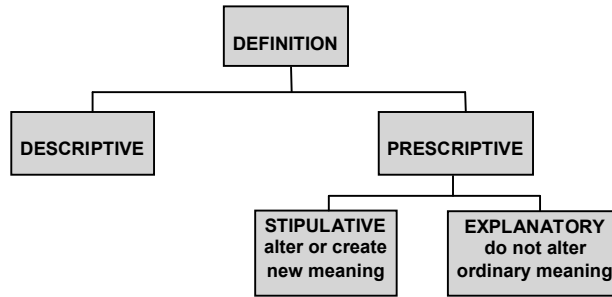 DEFINITION
DESCRIPTIVE
PRESCRIPTIVE
STIPULATIVE
alter or create
new meaning
EXPLANATORY
do not alter
ordinary meaning